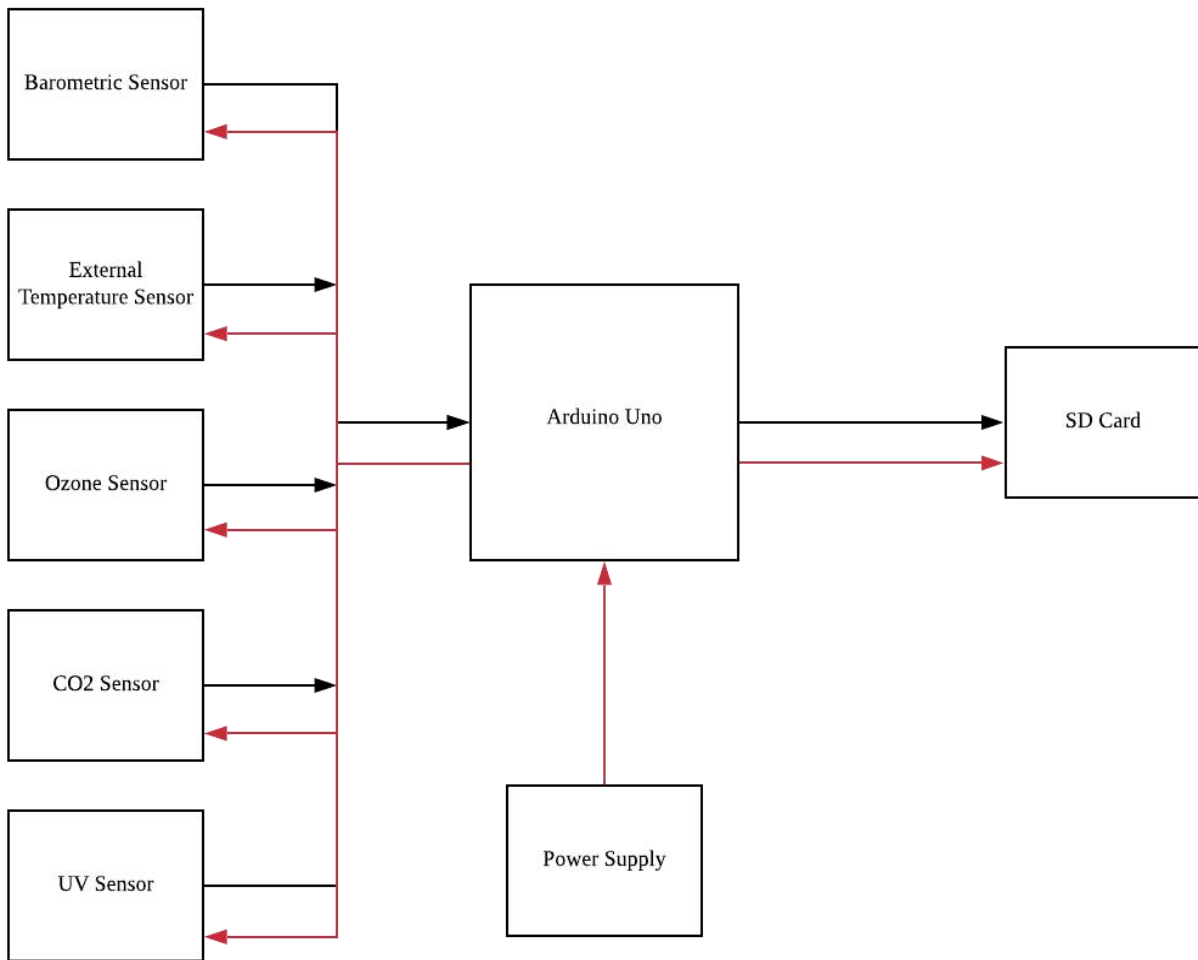 Barometric Sensor
External
Temperature Sensor
Ozone Sensor
CO2 Sensor
UV Sensor
Arduino Uno
Power Supply
SD Card